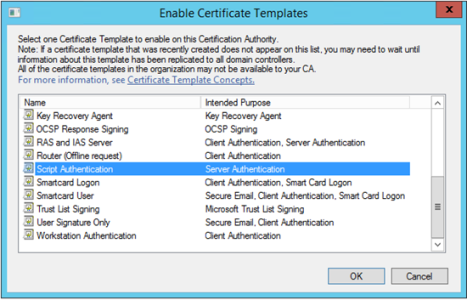 Enable Certificate Templates
Select one Certificate Template to enable on this Certification Authority.
Note: If a certificate template that was recently created does not appear on this list, you may need to wait until
information about this template has been replicated to all domain controllers.
All of the certificate templates in the organization may not be available to your CA.
For more information, see Certificate Template Concepts.
Name Intended Purpose
Key Recovery Agent Key Recovery Agent
OCSP Response Signing OCSP Signing
RAS and IAS Server Client Authentication, Server Authentication
Router (Offline request) Client Authentication
Script Authentication Server Authentication
Smartcard Logon Client Authentication, Smart Card Logon
Smartcard User Secure Email, Client Authentication, Smart Card Logon
Trust List Signing Microsoft Trust List Signing
User Signature Only Secure Email, Client Authentication
Workstation Authentication Client Authentication
OK Cancel